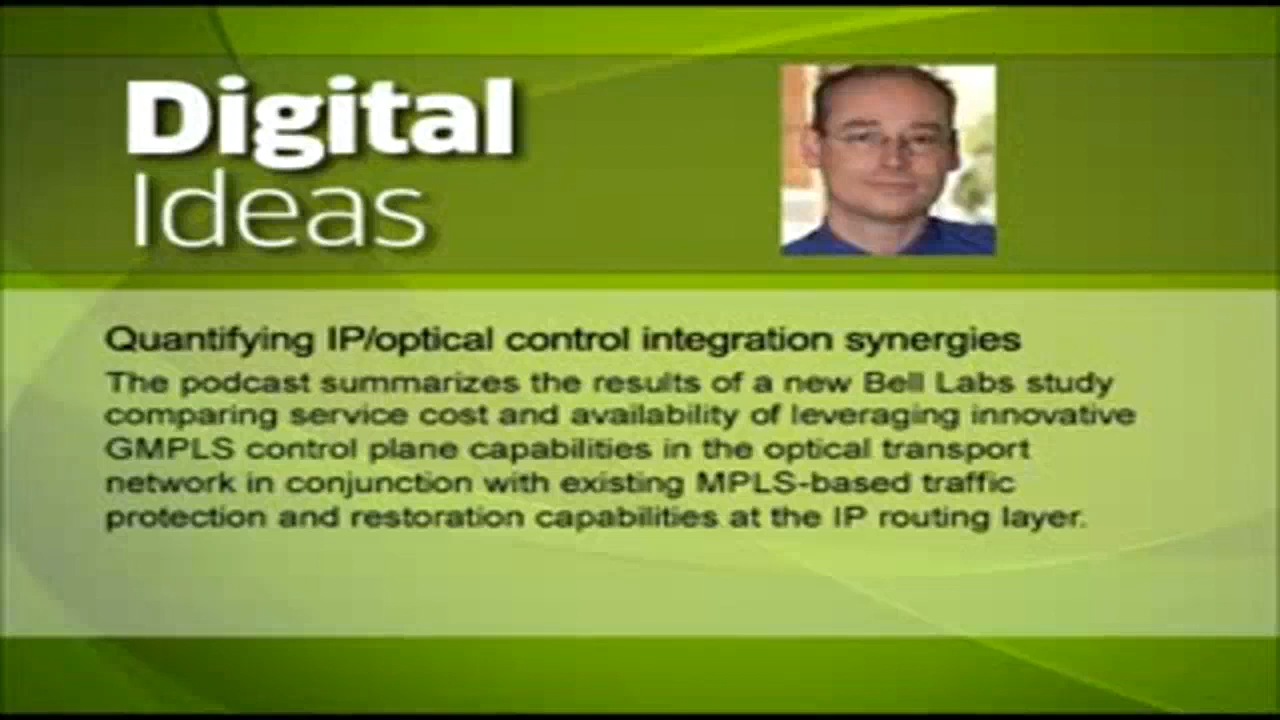 Digital
Ideas
Quantifying IP/optical control integration synergies
The podcast summarizes the results of a new Bell Labs study
comparing service cost and availability of leveraging innovative
GMPLS control plane capabilities in the optical transport
network in conjunction with existing MPLS-based traffic
protection and restoration capabilities at the IP routing layer.